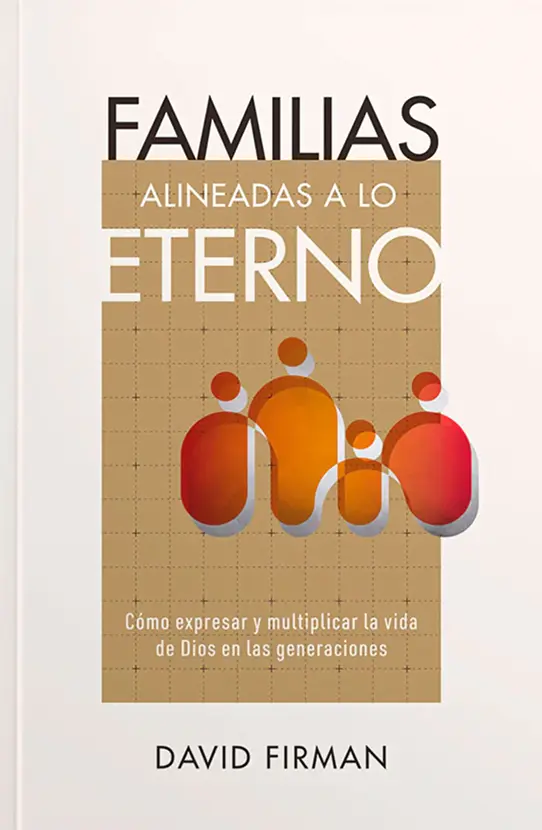 FAMILIAS
ALINEADAS A LO
ETERNO
Cómo expresar y multiplicar la vida
de Dios en las generaciones
DAVID FIRMAN